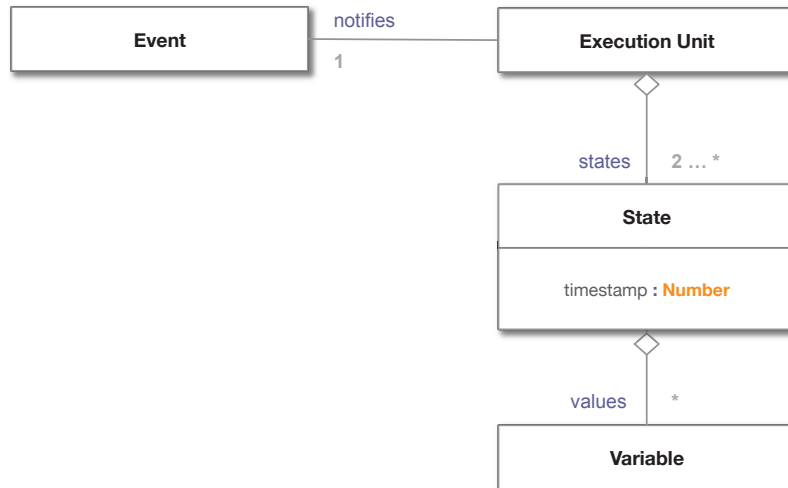 notifies
Event
Execution Unit
1
states 2 ... *
State
timestamp : Number
values *
Variable